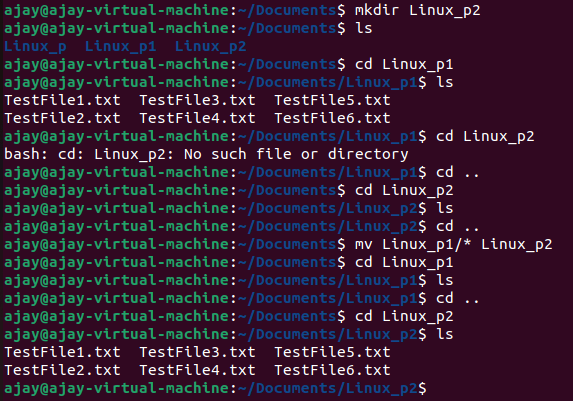 ajay@ajay-virtual-machine:~/Documents$ mkdir Linux_p2
ajay@ajay-virtual-machine:~/Documents$ ls
Linux_p  Linux_p1  Linux_p2
ajay@ajay-virtual-machine:~/Documents$ cd Linux_p1
ajay@ajay-virtual-machine:~/Documents/Linux_p1$ ls
TestFile1.txt  TestFile3.txt  TestFile5.txt
TestFile2.txt  TestFile4.txt  TestFile6.txt
ajay@ajay-virtual-machine:~/Documents/Linux_p1$ cd Linux_p2
bash: cd: Linux_p2: No such file or directory
ajay@ajay-virtual-machine:~/Documents/Linux_p1$ cd ..
ajay@ajay-virtual-machine:~/Documents$ cd Linux_p2
ajay@ajay-virtual-machine:~/Documents/Linux_p2$ ls
ajay@ajay-virtual-machine:~/Documents/Linux_p2$ cd ..
ajay@ajay-virtual-machine:~/Documents$ mv Linux_p1/* Linux_p2
ajay@ajay-virtual-machine:~/Documents$ cd Linux_p1
ajay@ajay-virtual-machine:~/Documents/Linux_p1$ ls
ajay@ajay-virtual-machine:~/Documents/Linux_p1$ cd ..
ajay@ajay-virtual-machine:~/Documents$ cd Linux_p2
ajay@ajay-virtual-machine:~/Documents/Linux_p2$ ls
TestFile1.txt  TestFile3.txt  TestFile5.txt
TestFile2.txt  TestFile4.txt  TestFile6.txt
ajay@ajay-virtual-machine:~/Documents/Linux_p2$